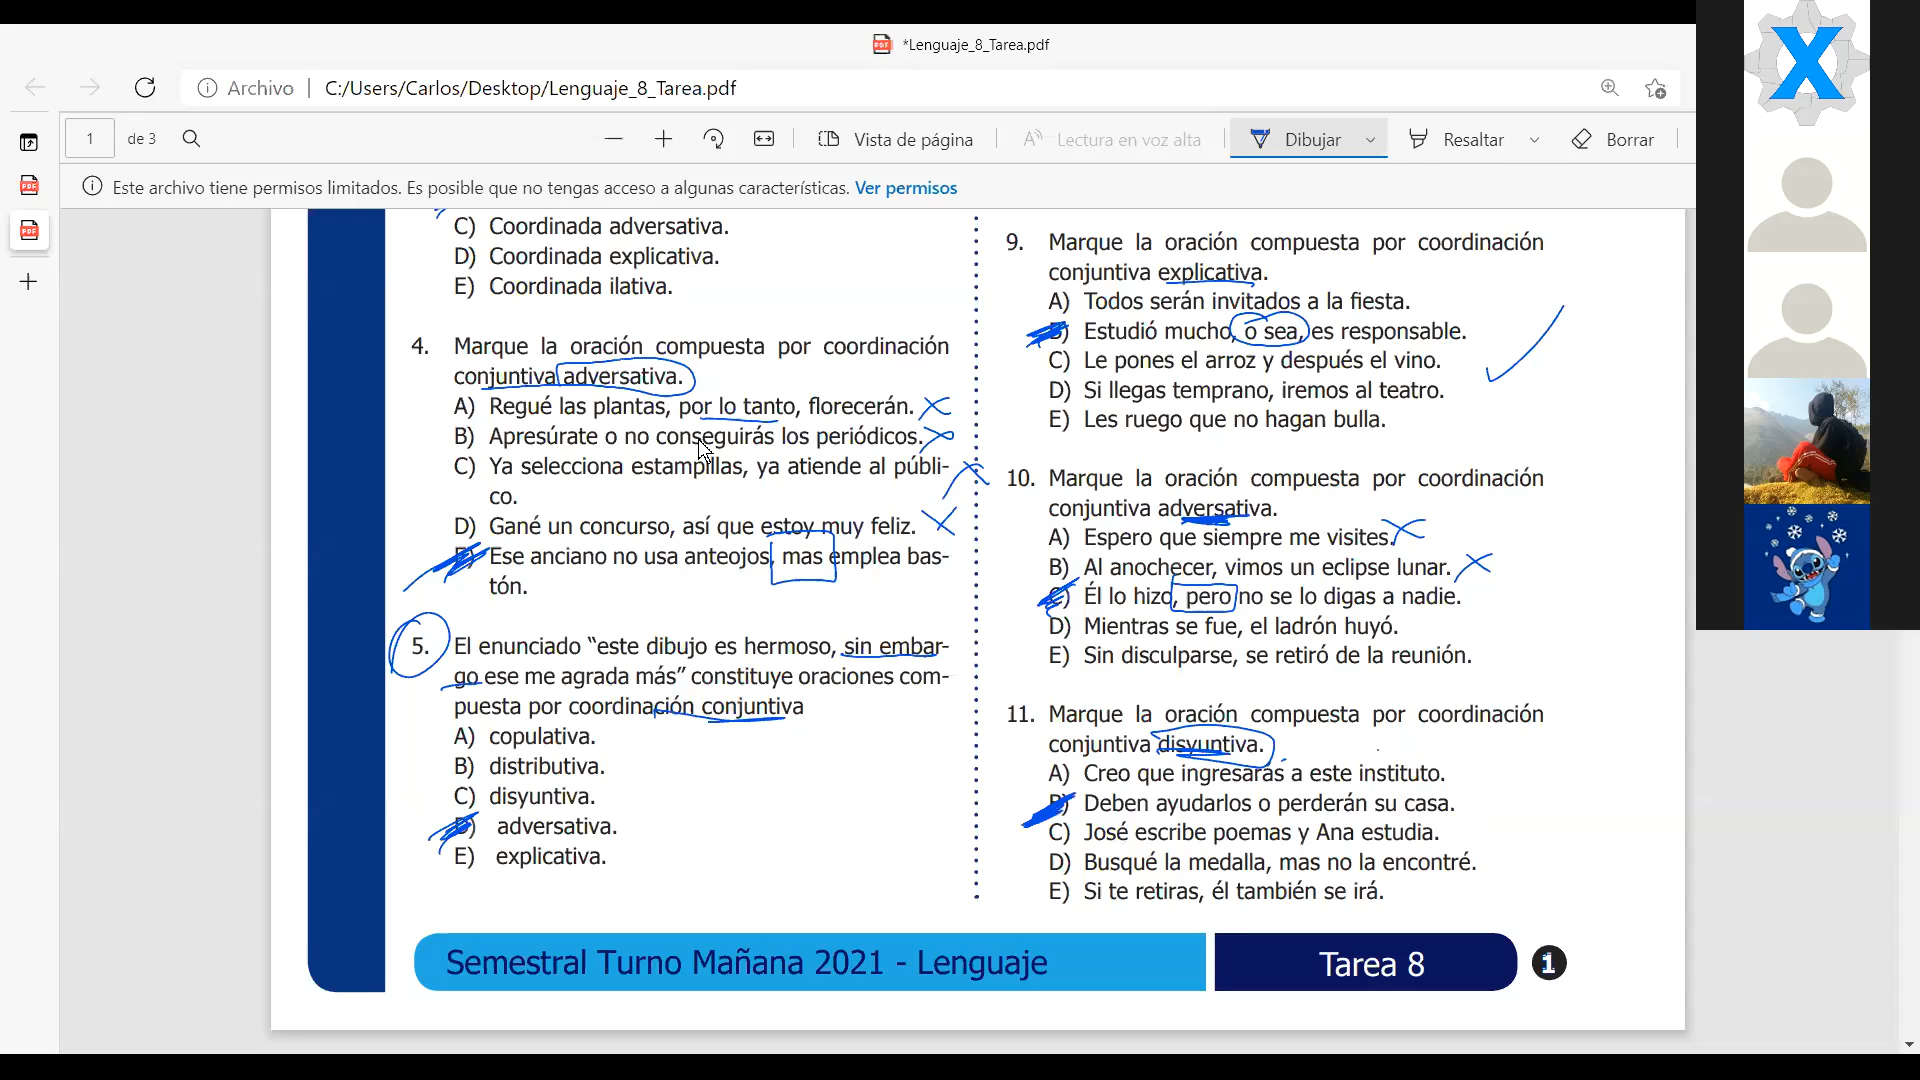 *Lenguaje_8_Tarea.pdf
Archivo | C:/Users/Carlos/Desktop/Lenguaje_8_Tarea.pdf
1 de 3 Vista de página Lectura en voz alta Dibujar Resaltar Borrar
Este archivo tiene permisos limitados. Es posible que no tengas acceso a algunas características. Ver permisos
C) Coordinada adversativa.
D) Coordinada explicativa.
E) Coordinada ilativa.
4. Marque la oración compuesta por coordinación
conjuntiva adversativa.
A) Regué las plantas, por lo tanto, florecerán.
B) Apresúrate o no conseguirás los periódicos.
C) Ya selecciona estampillas, ya atiende al públi-
co.
D) Gané un concurso, así que estoy muy feliz.
E) Ese anciano no usa anteojos, mas emplea bas-
tón.
5. El enunciado “este dibujo es hermoso, sin embar-
go ese me agrada más” constituye oraciones com-
puesta por coordinación conjuntiva
A) copulativa.
B) distributiva.
C) disyuntiva.
D) adversativa.
E) explicativa.
9. Marque la oración compuesta por coordinación
conjuntiva explicativa.
A) Todos serán invitados a la fiesta.
B) Estudió mucho, o sea, es responsable.
C) Le pones el arroz y después el vino.
D) Si llegas temprano, iremos al teatro.
E) Les ruego que no hagan bulla.
10. Marque la oración compuesta por coordinación
conjuntiva adversativa.
A) Espero que siempre me visites.
B) Al anochecer, vimos un eclipse lunar.
C) Él lo hizo, pero no se lo digas a nadie.
D) Mientras se fue, el ladrón huyó.
E) Sin disculparse, se retiró de la reunión.
11. Marque la oración compuesta por coordinación
conjuntiva disyuntiva.
A) Creo que ingresarás a este instituto.
B) Deben ayudarlos o perderán su casa.
C) José escribe poemas y Ana estudia.
D) Busqué la medalla, mas no la encontré.
E) Si te retiras, él también se irá.
Semestral Turno Mañana 2021 - Lenguaje
Tarea 8
1
X